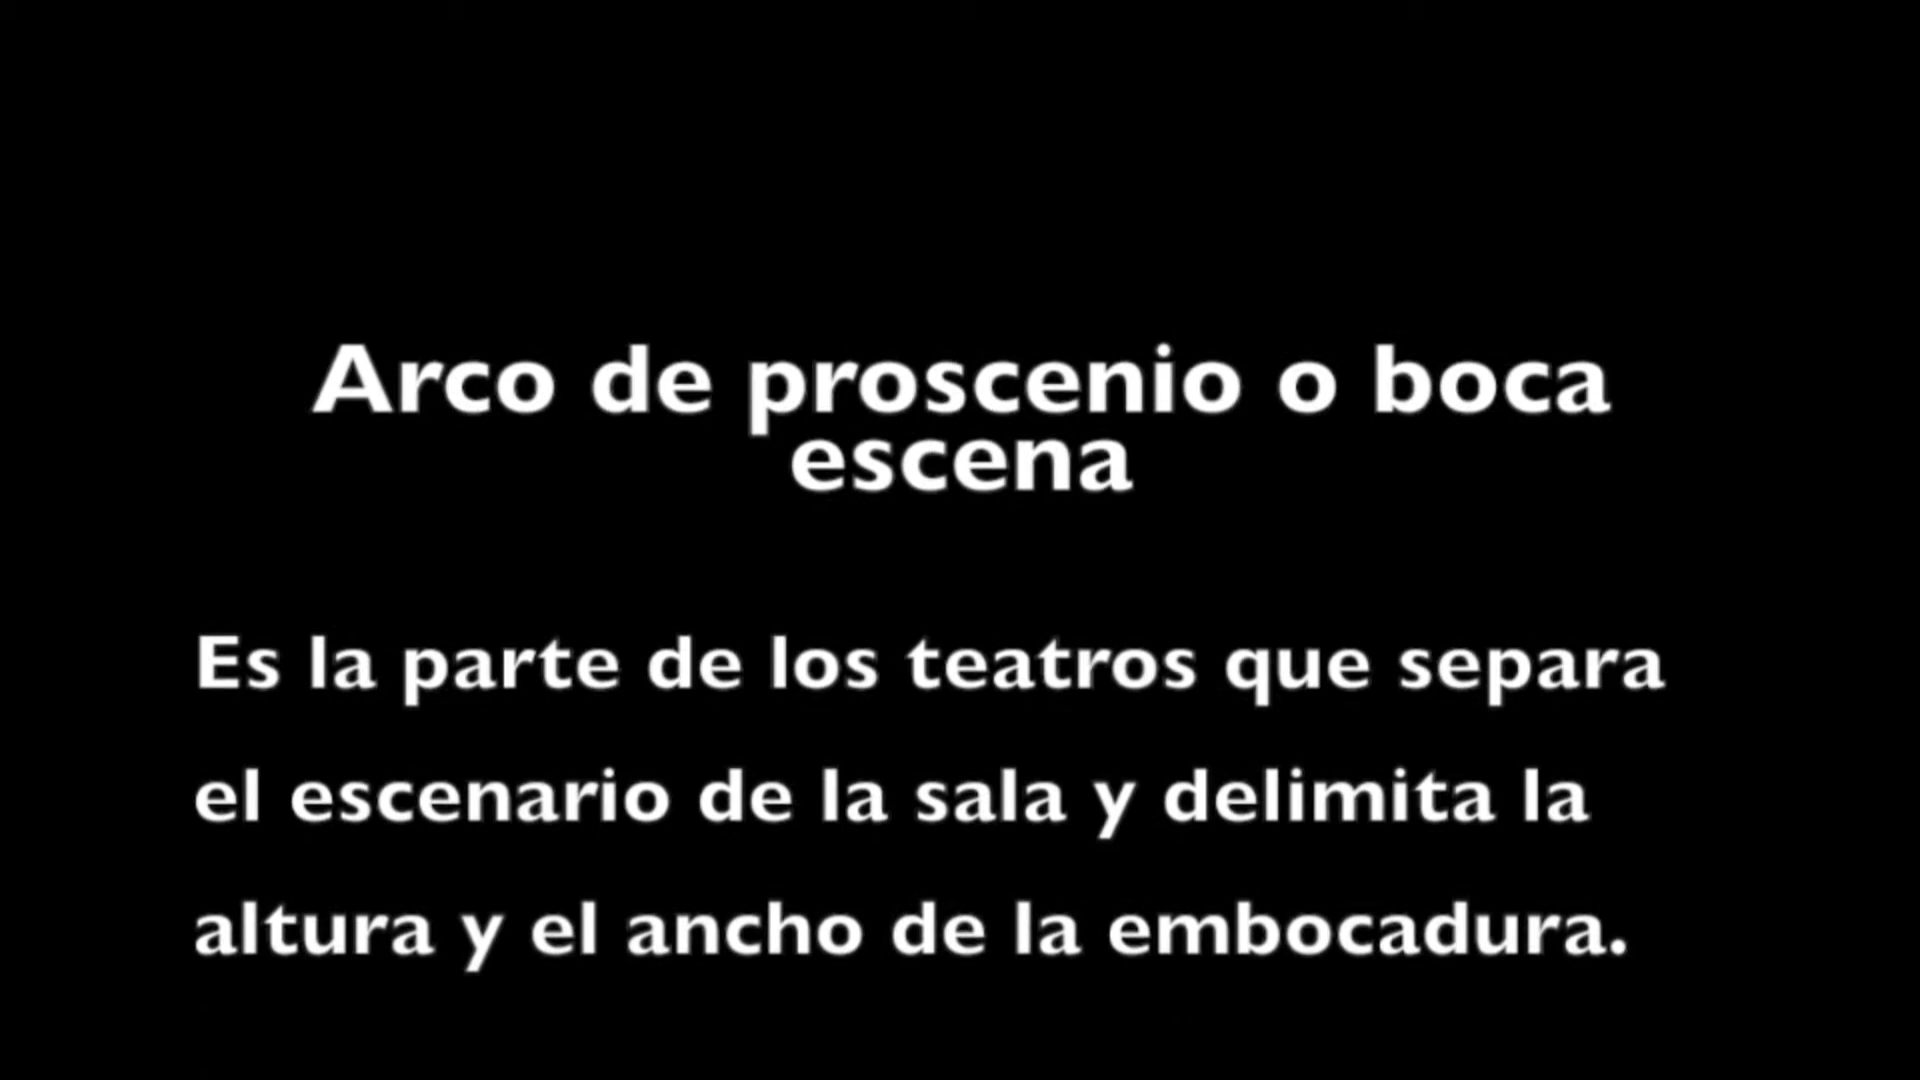 Arco de proscenio o boca
escena
Es la parte de los teatros que separa
el escenario de la sala y delimita la
altura y el ancho de la embocadura.